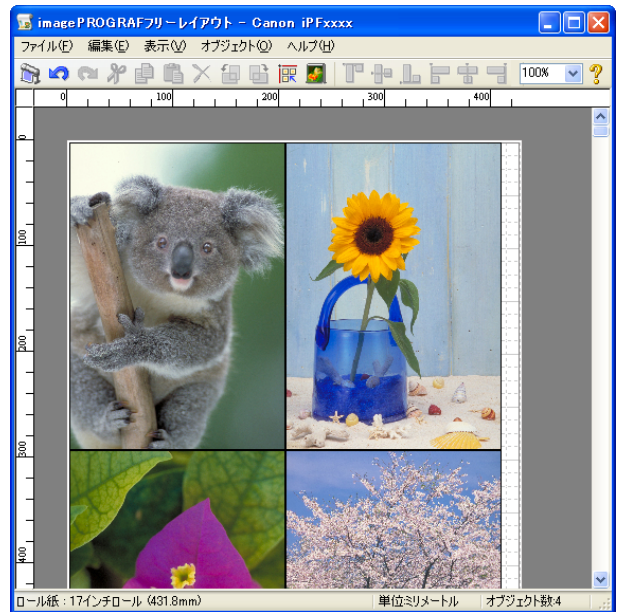 imagePROGRAFフリーレイアウト - Canon iPFxxxx
ファイル(F) 編集(E) 表示(V) オブジェクト(O) ヘルプ(H)
100%
0 100 200 300 400
0
100
200
300
400
ロール紙 : 17インチロール (431.8mm) 単位:ミリメートル オブジェクト数:4